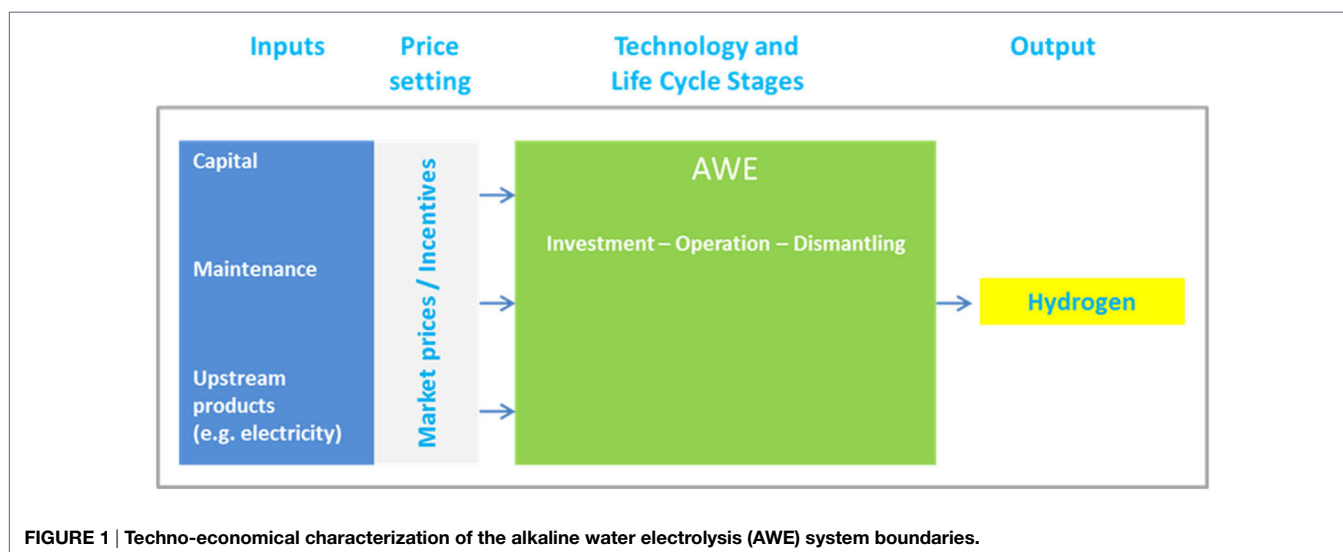 Inputs
Price
setting
Technology and
Life Cycle Stages
Output
Capital
Maintenance
Upstream
products
(e.g. electricity)
Market prices / Incentives
AWE
Investment – Operation – Dismantling
Hydrogen
FIGURE 1 | Techno-economical characterization of the alkaline water electrolysis (AWE) system boundaries.